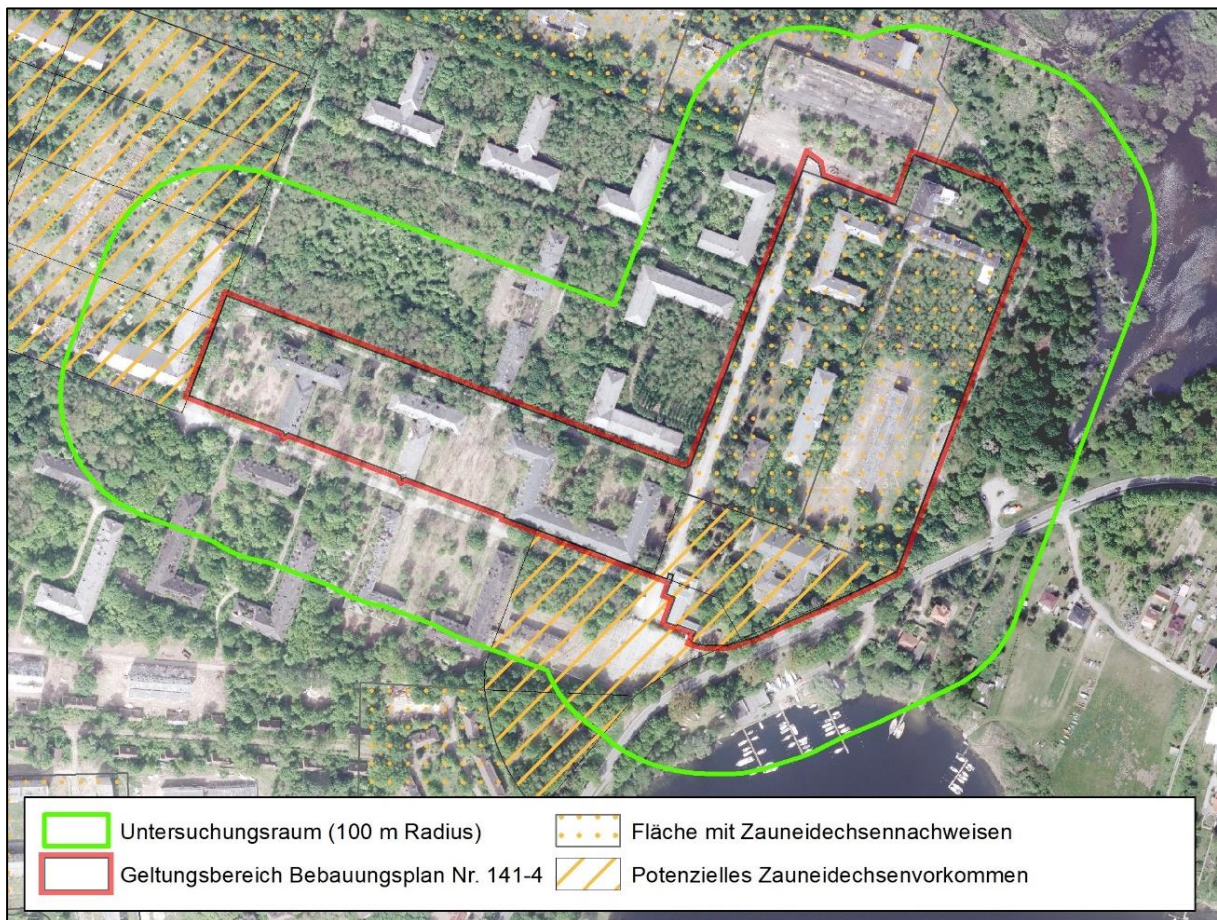 Untersuchungsraum (100 m Radius)
Fläche mit Zauneidechsennachweisen
Geltungsbereich Bebauungsplan Nr. 141-4
Potenzielles Zauneidechsenvorkommen